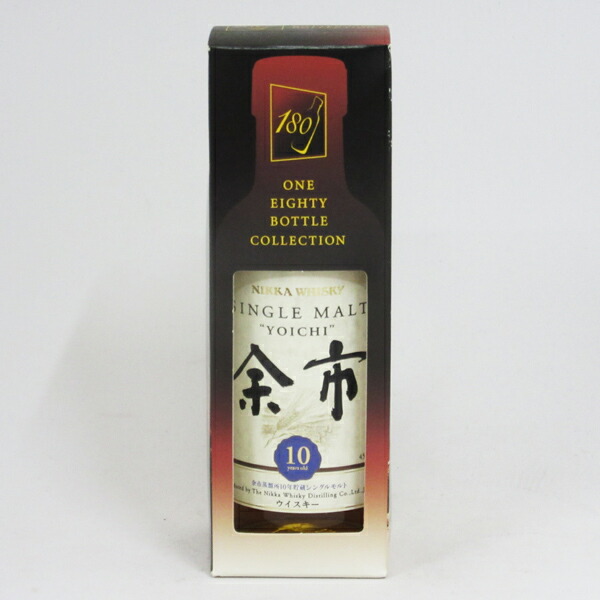 180
ONE
EIGHTY
BOTTLE
COLLECTION
NIKKA WHISKY
SINGLE MALT
"YOICHI"
余市
10
years old
余市蒸溜所10年貯蔵シングルモルト
by The Nikka Whisky Distilling Co., Ltd.
ウイスキー